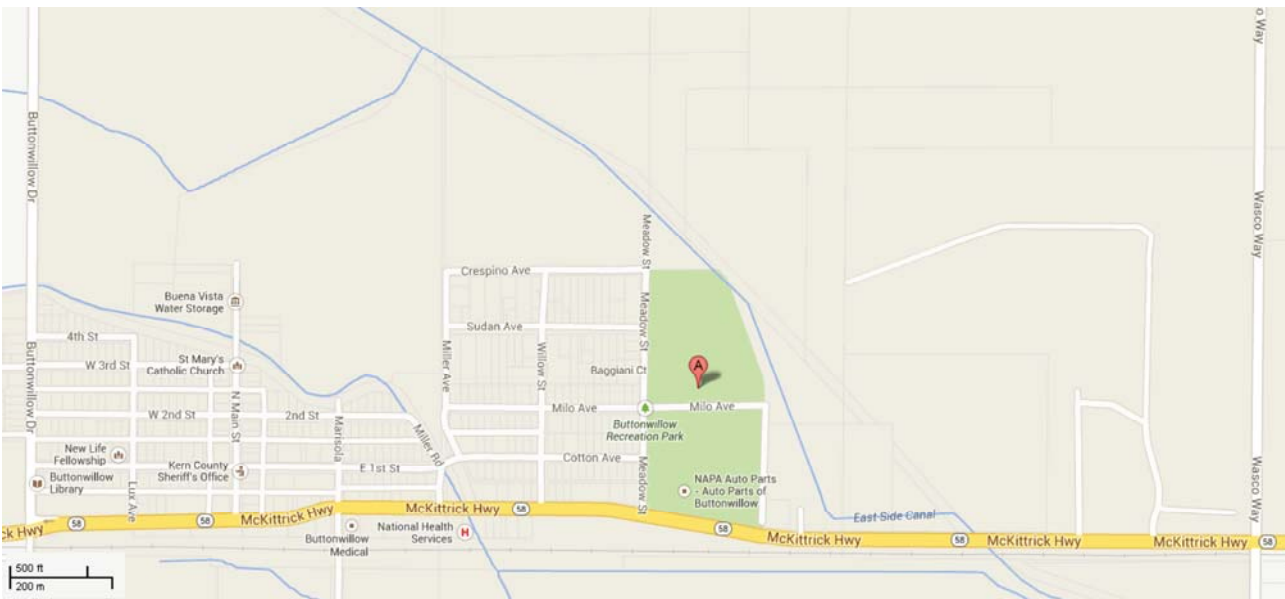 Wasco Way
Buttonwillow Dr
Meadow St
Wasco Way
Crespino Ave
Buena Vista
Water Storage
Meadow St
Sudan Ave
4th St
Buttonwillow Dr
W 3rd St
St Mary's
Catholic Church
Miller Ave
Willow St
Raggiani Ct
A
N Main St
W 2nd St
2nd St
Marisola
Milo Ave
Milo Ave
Buttonwillow
Recreation Park
Miller Rd
New Life
Fellowship
Kern County
Sheriff's Office
E 1st St
Cotton Ave
Buttonwillow
Library
Lux Ave
Meadow St
NAPA Auto Parts
- Auto Parts of
Buttonwillow
Wasco Way
East Side Canal
ck Hwy
58
58
McKittrick Hwy
McKittrick Hwy
58
58
McKittrick Hwy
58
McKittrick Hwy
McKittrick Hwy
58
Buttonwillow
Medical
National Health
Services
H
500 ft
200 m